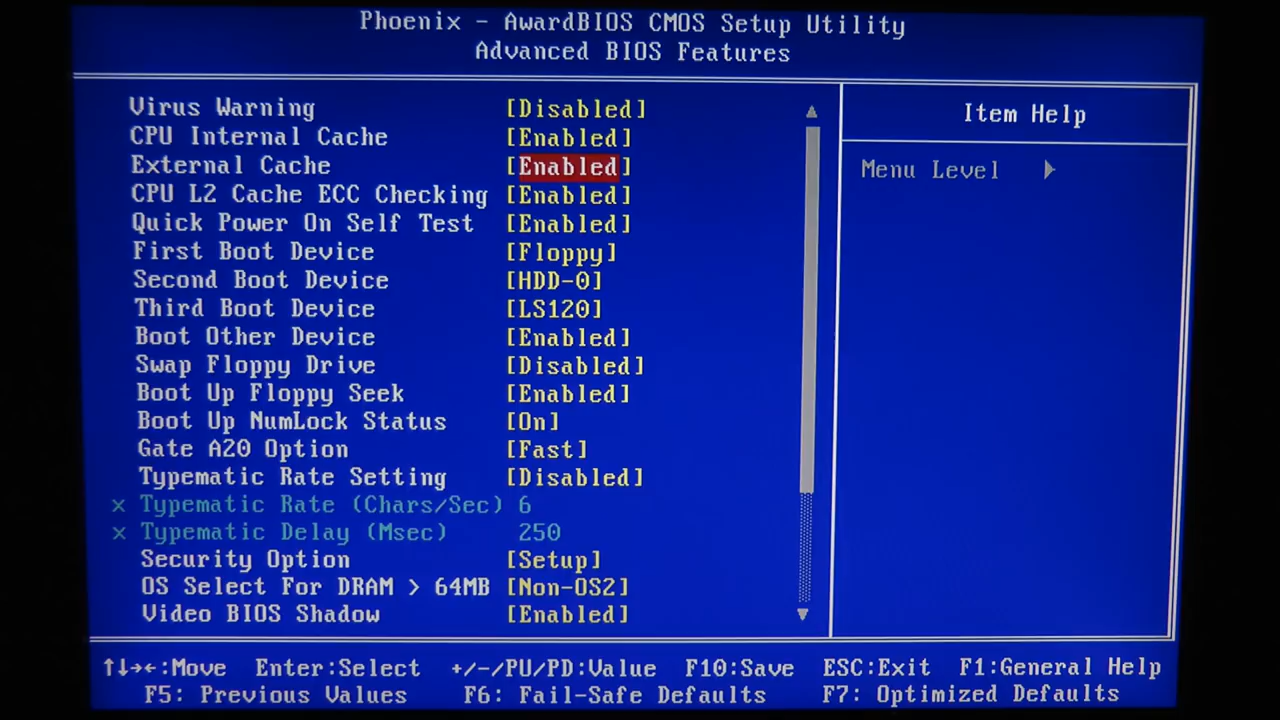 Phoenix - AwardBIOS CMOS Setup Utility
Advanced BIOS Features
Virus Warning [Disabled]
CPU Internal Cache [Enabled]
External Cache [Enabled]
CPU L2 Cache ECC Checking [Enabled]
Quick Power On Self Test [Enabled]
First Boot Device [Floppy]
Second Boot Device [HDD-0]
Third Boot Device [LS120]
Boot Other Device [Enabled]
Swap Floppy Drive [Disabled]
Boot Up Floppy Seek [Enabled]
Boot Up NumLock Status [On]
Gate A20 Option [Fast]
Typematic Rate Setting [Disabled]
x Typematic Rate (Chars/Sec) 6
x Typematic Delay (Msec) 250
Security Option [Setup]
OS Select For DRAM > 64MB [Non-OS2]
Video BIOS Shadow [Enabled]
Item Help
Menu Level ▶
↑↓→←:Move Enter:Select +/-/PU/PD:Value F10:Save ESC:Exit F1:General Help
F5: Previous Values F6: Fail-Safe Defaults F7: Optimized Defaults